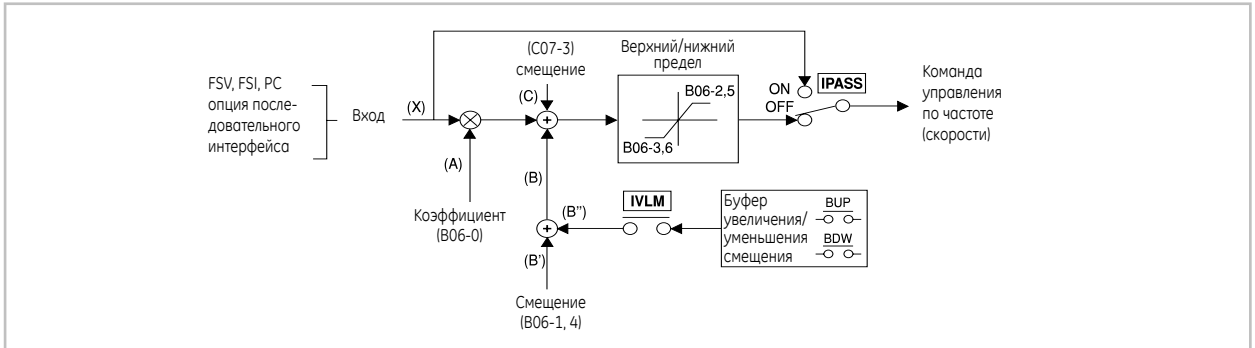 FSV, FSI, PC
опция после-
довательного
интерфейса
Вход
(X)
(A)
Коэффициент
(B06-0)
(C07-3)
смещение
(C)
(B)
(B')
Смещение
(B06-1, 4)
(B'')
IVLM
Верхний/нижний
предел
B06-2,5
B06-3,6
Буфер
увеличения/
уменьшения
смещения
BUP
BDW
ON
OFF
IPASS
Команда
управления
по частоте
(скорости)